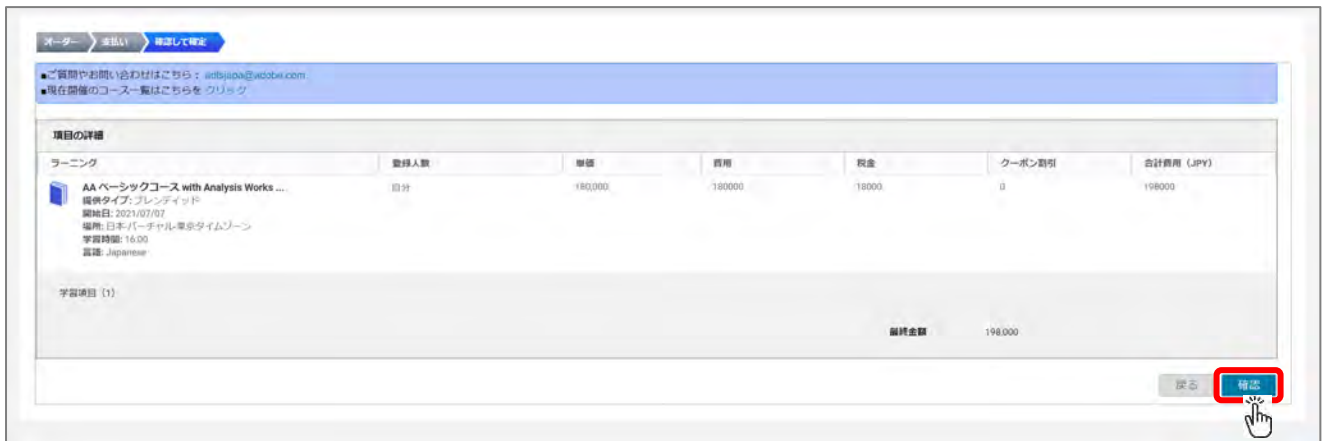 オーダー 支払い 確認して確定
■ご質問やお問い合わせはこちら： adlsjapa@adobe.com
■現在開催のコース一覧はこちらを クリック
項目の詳細
ラーニング 登録人数 単価 費用 税金 クーポン割引 合計費用（JPY）
AA ベーシックコース with Analysis Works ... 自分 180,000 180000 18000 0 198000
提供タイプ: ブレンディッド
開始日: 2021/07/07
場所: 日本-バーチャル-東京タイムゾーン
学習時間: 16:00
言語: Japanese
学習項目（1）
最終金額 198,000
戻る 確認